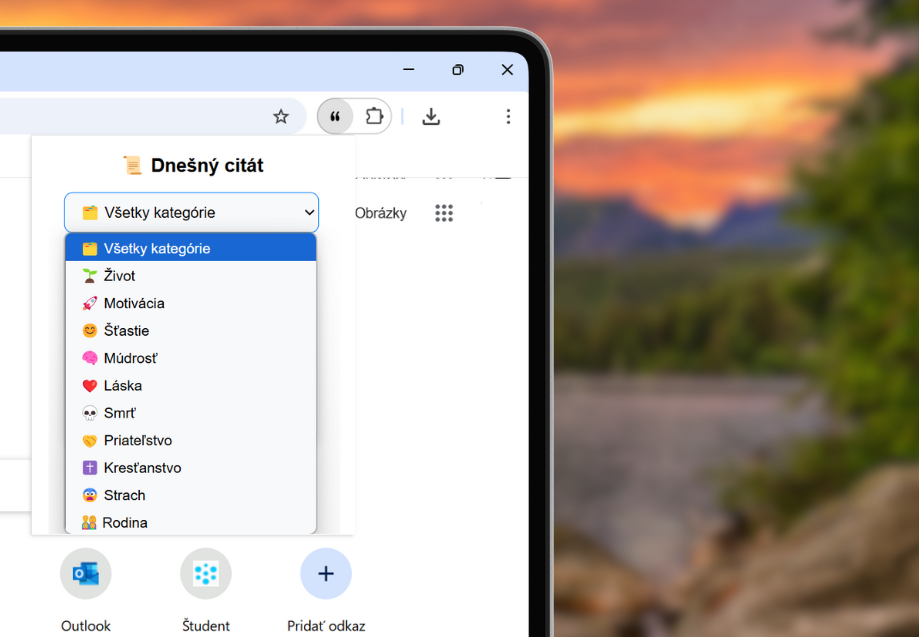 Dnešný citát
Všetky kategórie
Obrázky
Všetky kategórie
Život
Motivácia
Šťastie
Múdrosť
Láska
Smrť
Priateľstvo
Kresťanstvo
Strach
Rodina
Outlook
Študent
Pridať odkaz